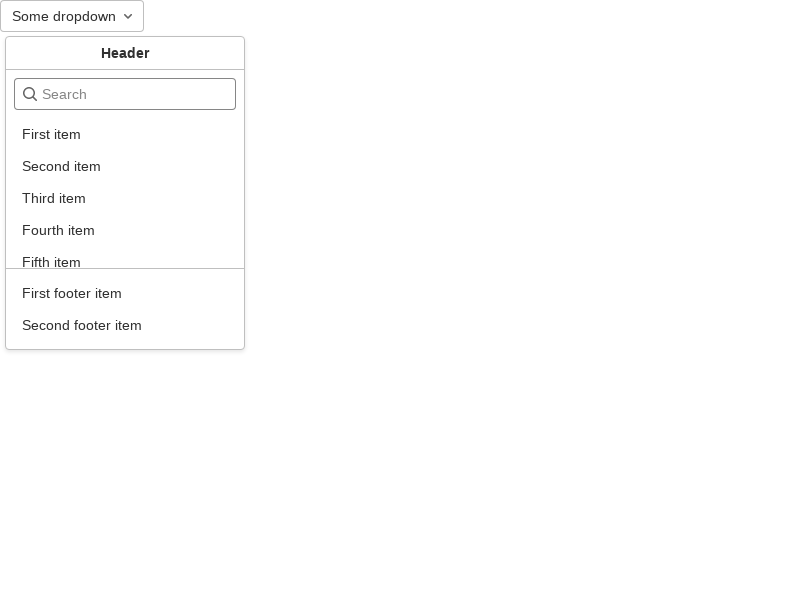 Some dropdown
Header
Search
First item
Second item
Third item
Fourth item
Fifth item
First footer item
Second footer item